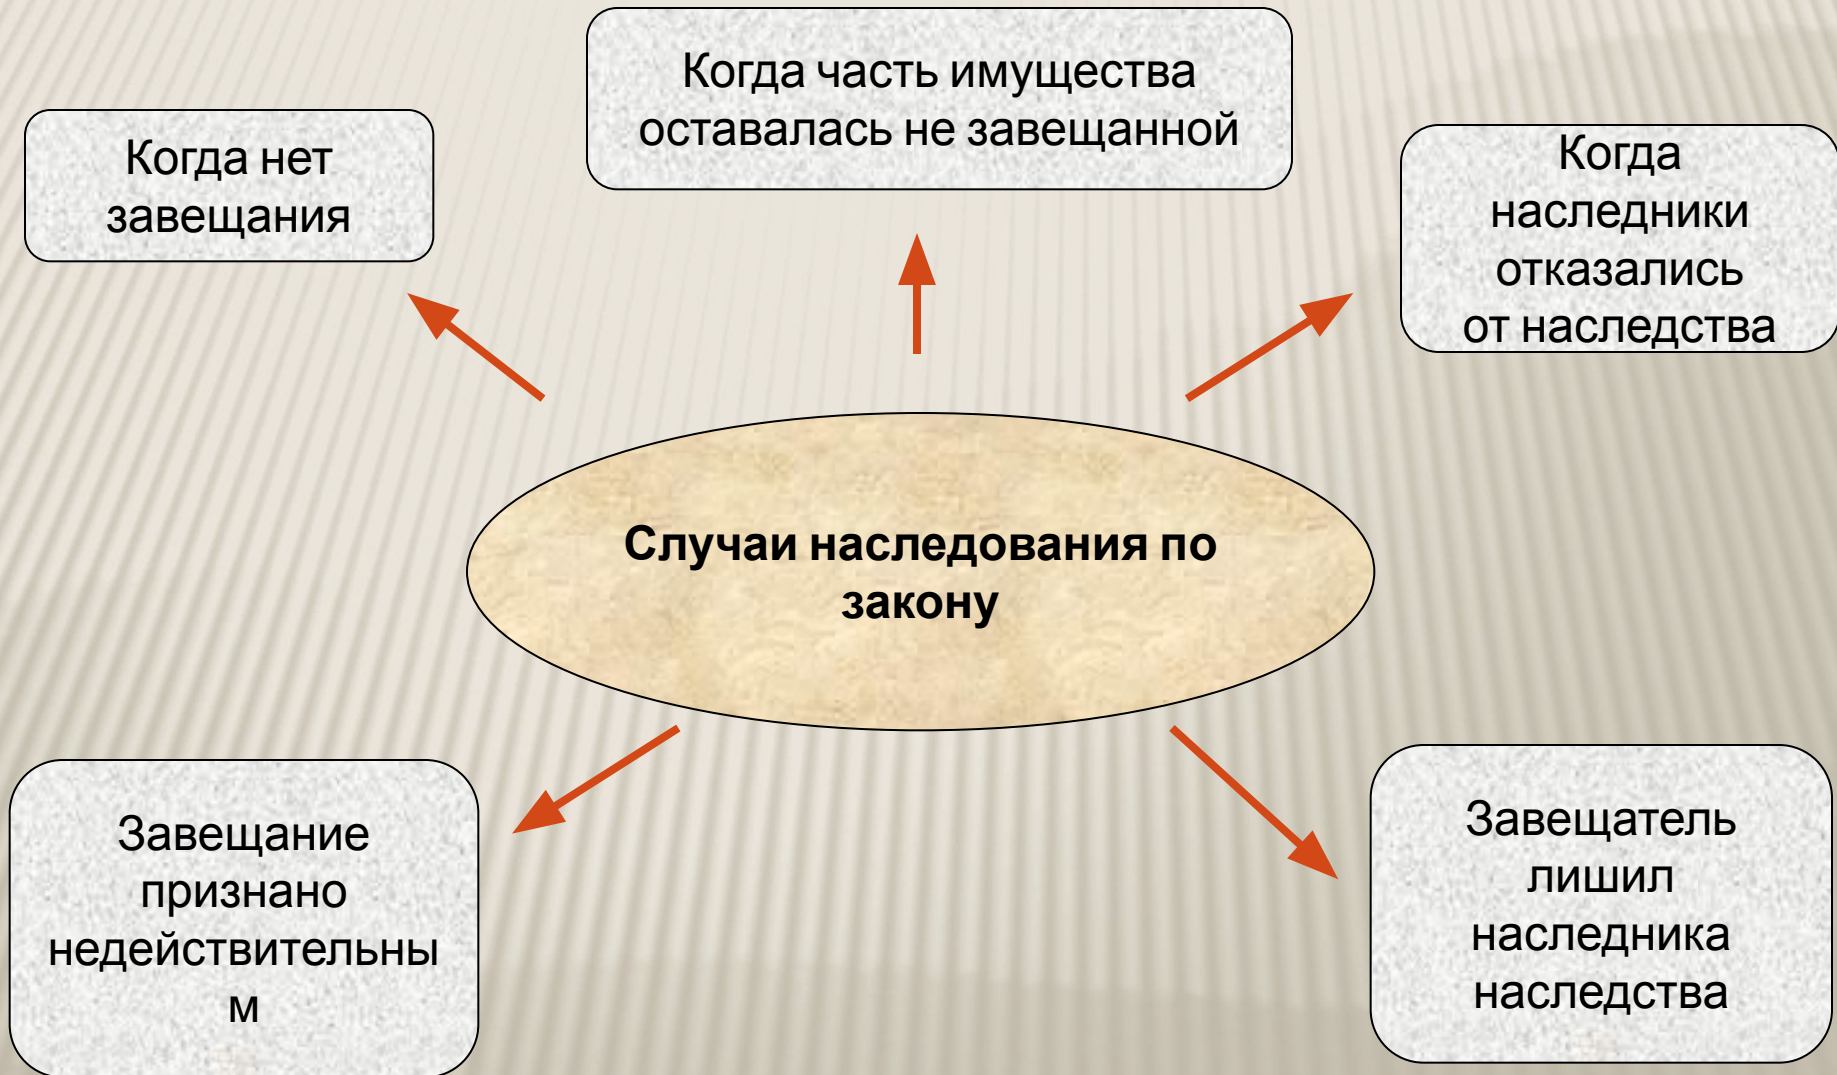 Когда часть имущества
оставалась не завещанной
Когда нет
завещания
Когда
наследники
отказались
от наследства
Случаи наследования по
закону
Завещание
признано
недействительны
м
Завещатель
лишил
наследника
наследства